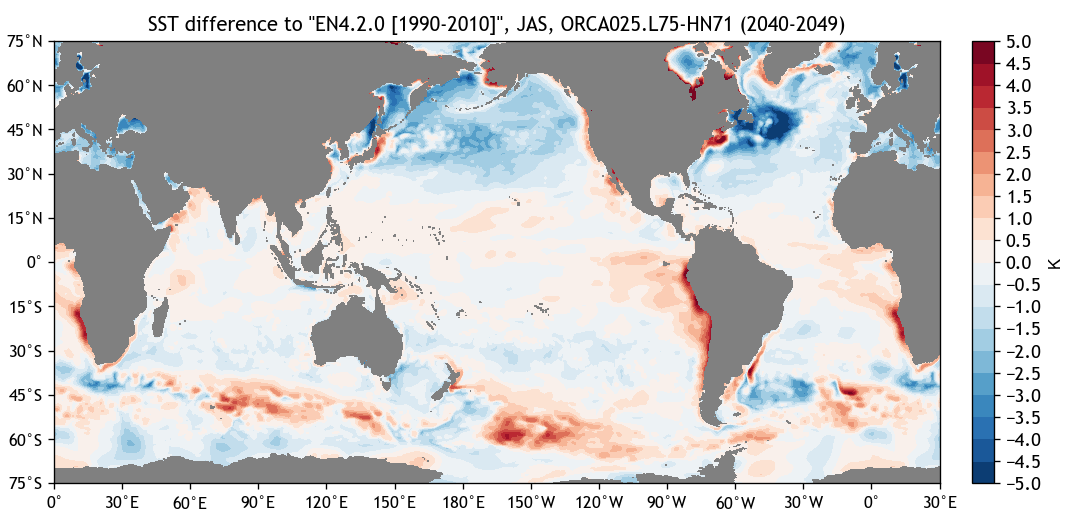 SST difference to "EN4.2.0 [1990-2010]", JAS, ORCA025.L75-HN71 (2040-2049)
75°N
60°N
45°N
30°N
15°N
0°
15°S
30°S
45°S
60°S
75°S
0° 30°E 60°E 90°E 120°E 150°E 180°E 150°W 120°W 90°W 60°W 30°W 0° 30°E
5.0
4.5
4.0
3.5
3.0
2.5
2.0
1.5
1.0
0.5
0.0
−0.5
−1.0
−1.5
−2.0
−2.5
−3.0
−3.5
−4.0
−4.5
−5.0
K